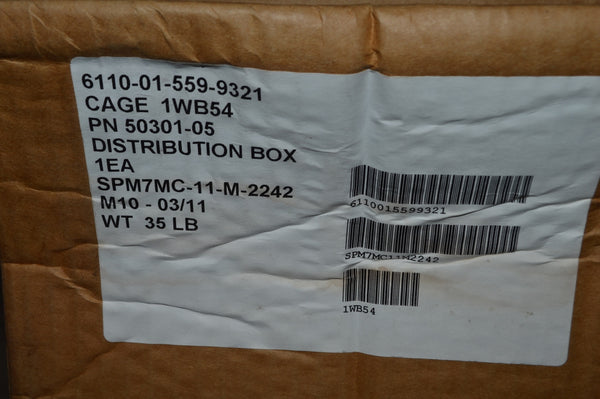 6110-01-559-9321
CAGE 1WB54
PN 50301-05
DISTRIBUTION BOX
1EA
SPM7MC-11-M-2242
M10 - 03/11
WT 35 LB
6110015599321
SPM7MC11M2242
1WB54